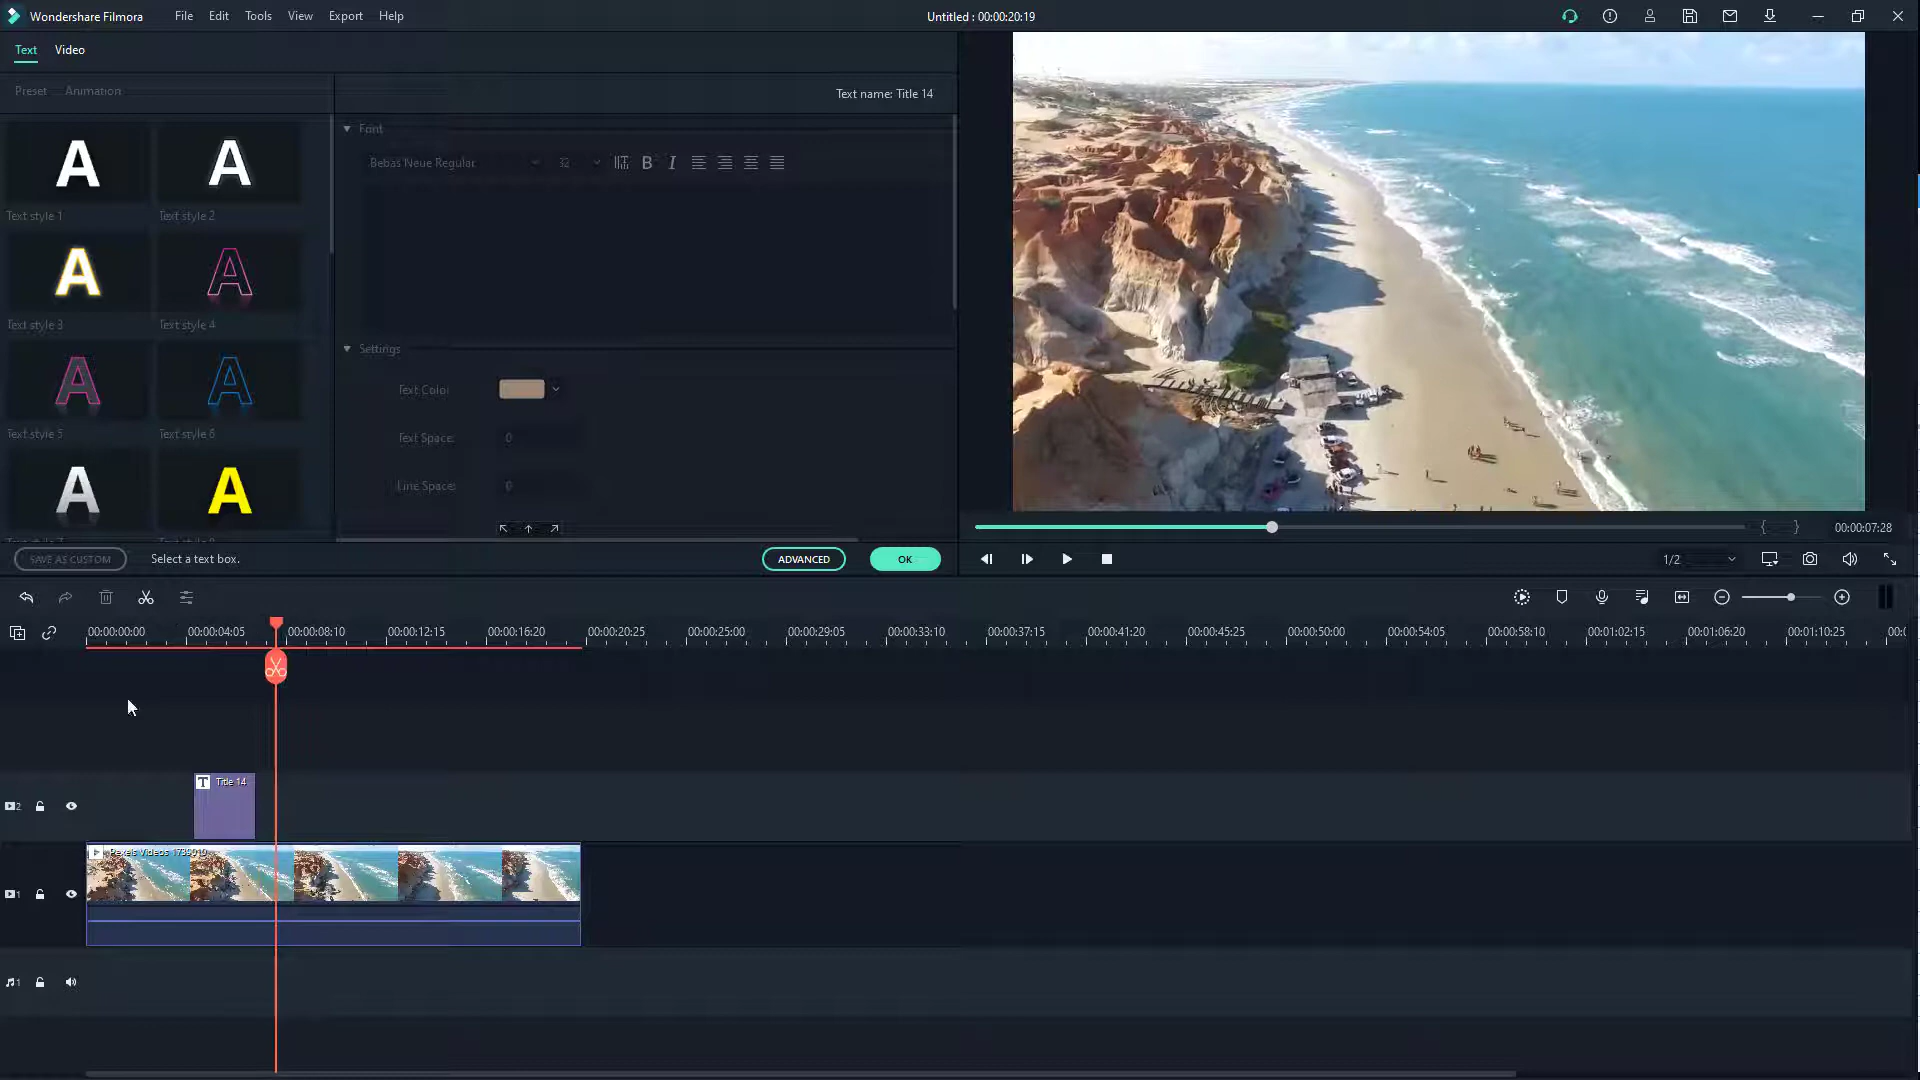 Wondershare Filmora File Edit Tools View Export Help Untitled : 00:00:20:19
Text Video
Preset Animation
Text name: Title 14
Font
Bebas Neue Regular 32 B I
A A
Text style 1 Text style 2
A A
Text style 3 Text style 4
A A
Text style 5 Text style 6
A A
Settings
Text Color:
Text Space: 0
Line Space: 0
SAVE AS CUSTOM Select a text box. ADVANCED OK
{ } 00:00:07:28
1/2
00:00:00:00 00:00:04:05 00:00:08:10 00:00:12:15 00:00:16:20 00:00:20:25 00:00:25:00 00:00:29:05 00:00:33:10 00:00:37:15 00:00:41:20 00:00:45:25 00:00:50:00 00:00:54:05 00:00:58:10 00:01:02:15 00:01:06:20 00:01:10:25
T Title 14
2
Pexels Videos
1
1